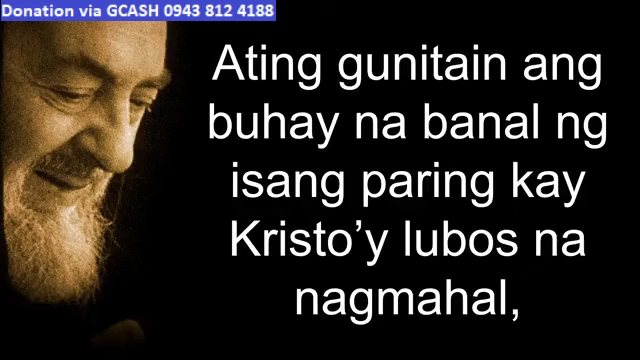 Donation via GCASH 0943 812 4188
Ating gunitain ang
buhay na banal ng
isang paring kay
Kristo’y lubos na
nagmahal,